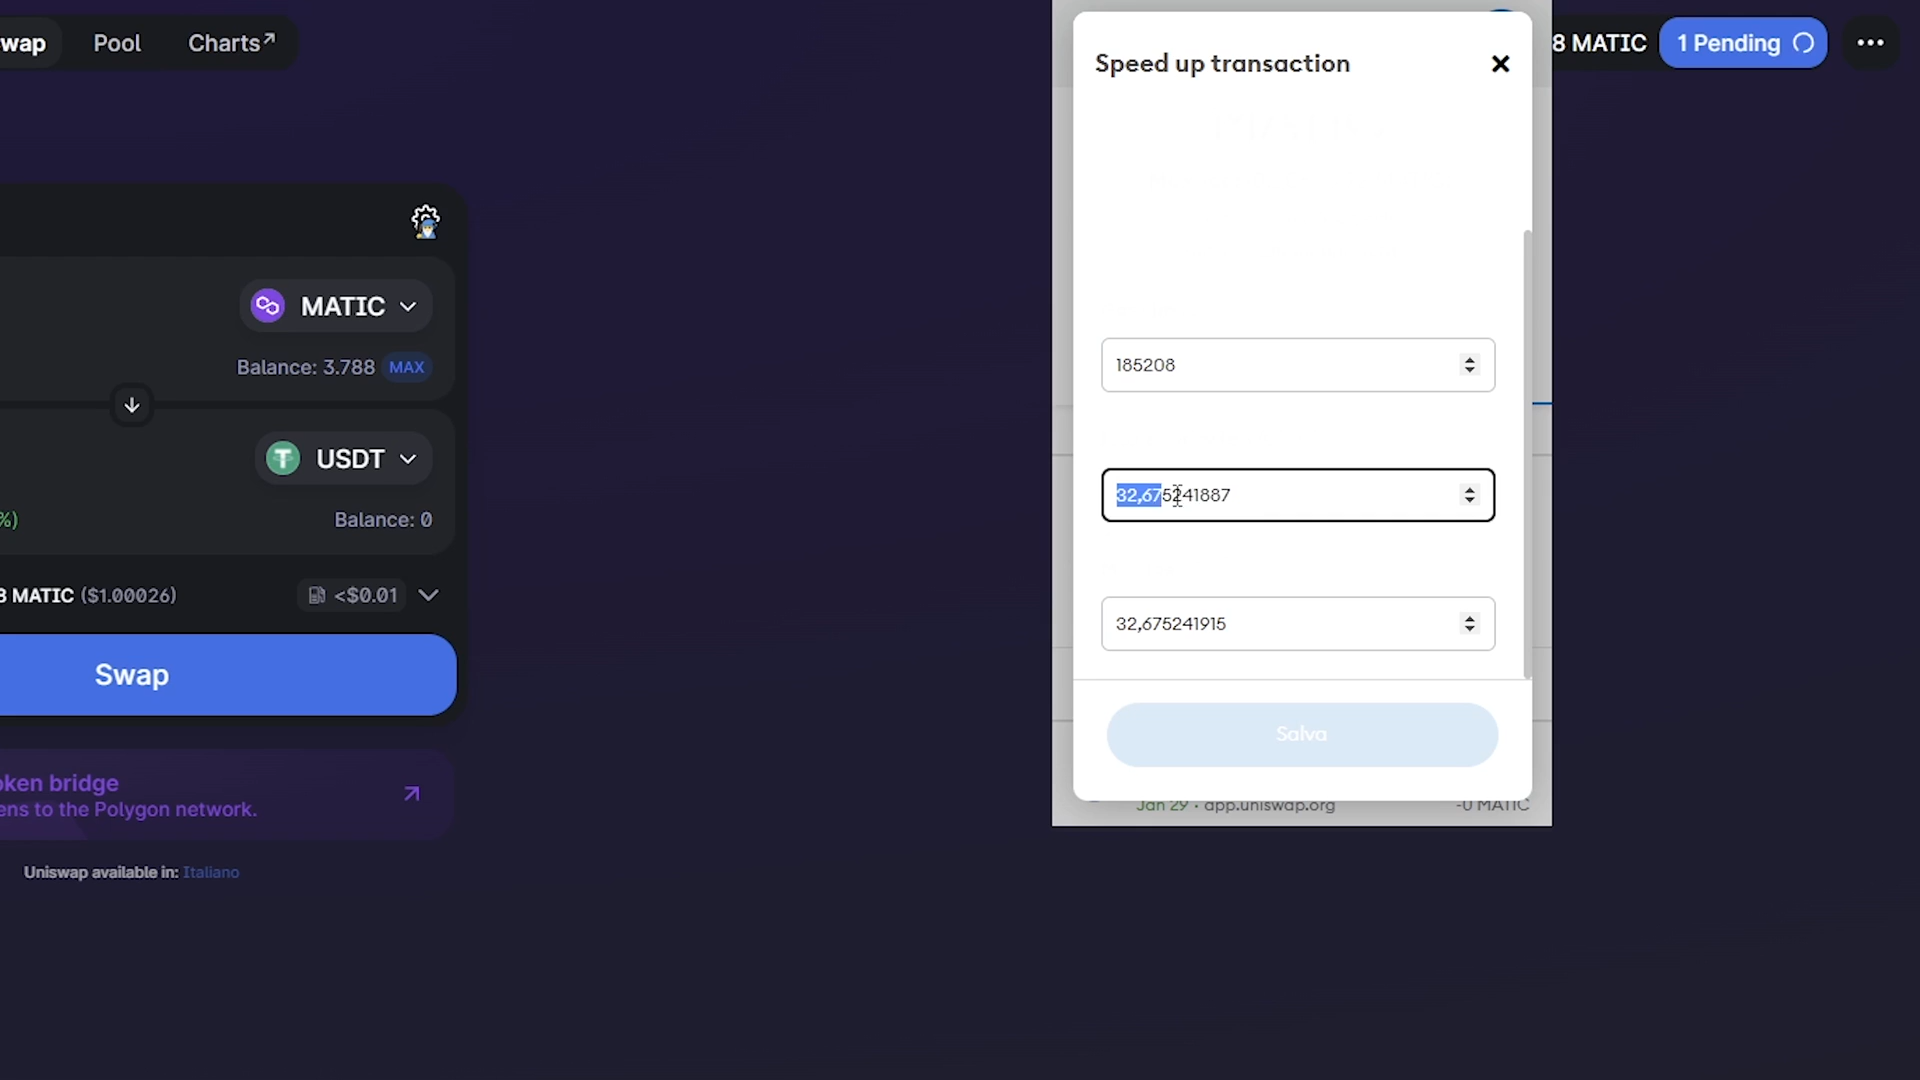 wap Pool Charts↗
8 MATIC 1 Pending
Speed up transaction
MATIC
Balance: 3.788 MAX
185208
USDT
32,675241887
Balance: 0
%)
3 MATIC ($1.00026) <$0.01
32,675241915
Swap
Salva
oken bridge
ens to the Polygon network.
Jan 29 · app.uniswap.org -0 MATIC
Uniswap available in: Italiano